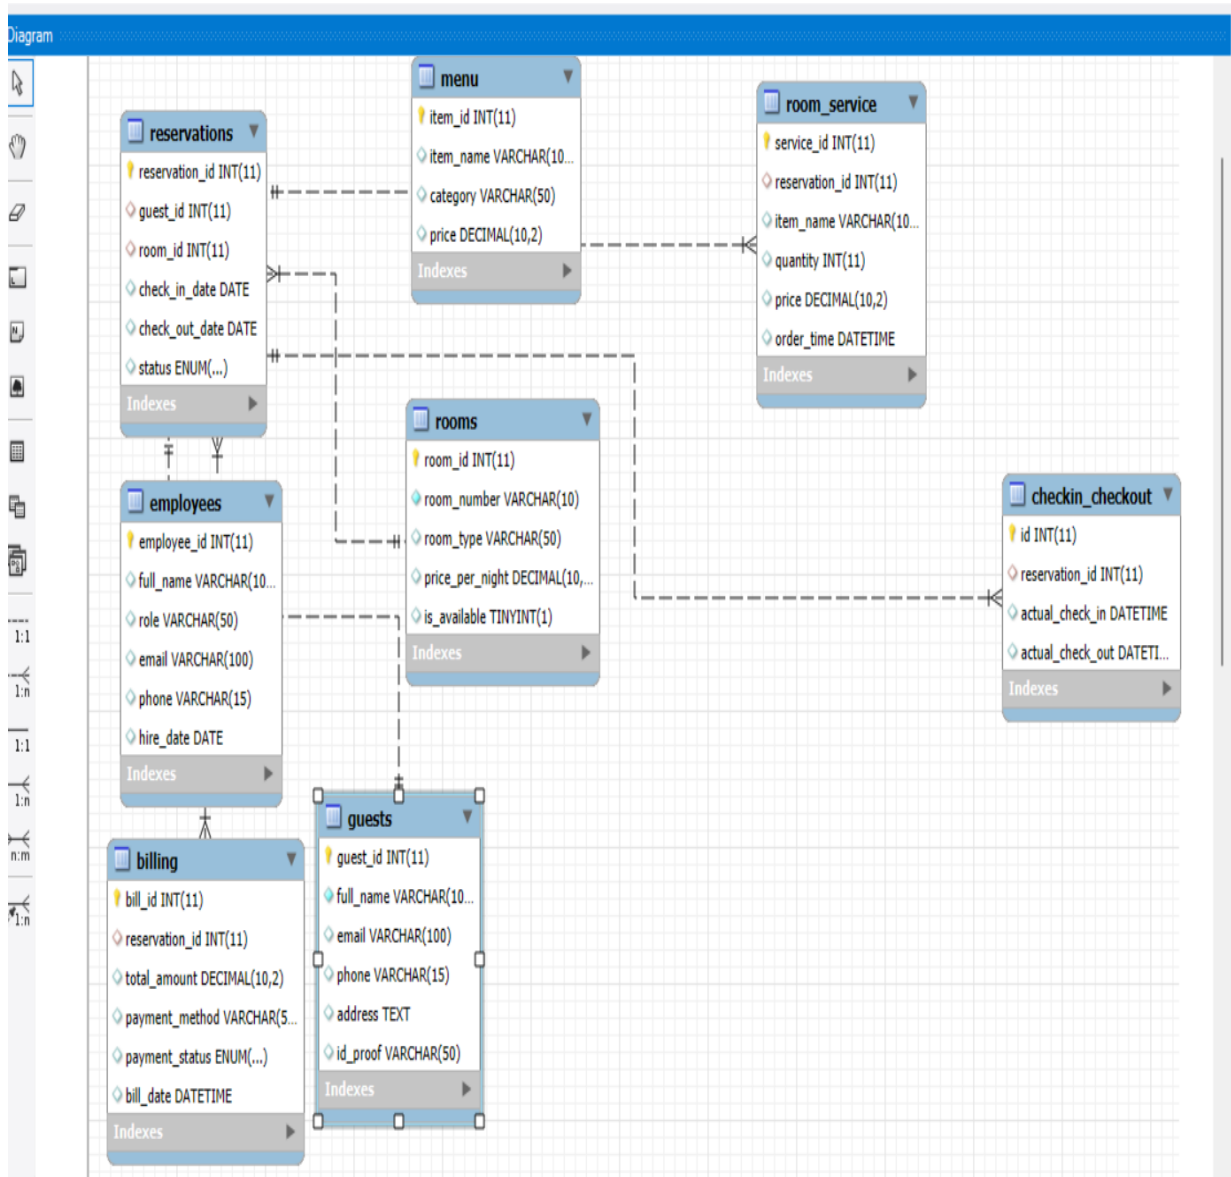 Diagram
menu
item_id INT(11)
item_name VARCHAR(10...
category VARCHAR(50)
price DECIMAL(10,2)
Indexes
room_service
service_id INT(11)
reservation_id INT(11)
item_name VARCHAR(10...
quantity INT(11)
price DECIMAL(10,2)
order_time DATETIME
Indexes
reservations
reservation_id INT(11)
guest_id INT(11)
room_id INT(11)
check_in_date DATE
check_out_date DATE
status ENUM(...)
Indexes
rooms
room_id INT(11)
room_number VARCHAR(10)
room_type VARCHAR(50)
price_per_night DECIMAL(10,...
is_available TINYINT(1)
Indexes
employees
employee_id INT(11)
full_name VARCHAR(10...
role VARCHAR(50)
email VARCHAR(100)
phone VARCHAR(15)
hire_date DATE
Indexes
checkin_checkout
id INT(11)
reservation_id INT(11)
actual_check_in DATETIME
actual_check_out DATETI...
Indexes
guests
guest_id INT(11)
full_name VARCHAR(10...
email VARCHAR(100)
phone VARCHAR(15)
address TEXT
id_proof VARCHAR(50)
Indexes
billing
bill_id INT(11)
reservation_id INT(11)
total_amount DECIMAL(10,2)
payment_method VARCHAR(5...
payment_status ENUM(...)
bill_date DATETIME
Indexes
1:1
1:n
1:1
1:n
n:m
1:n